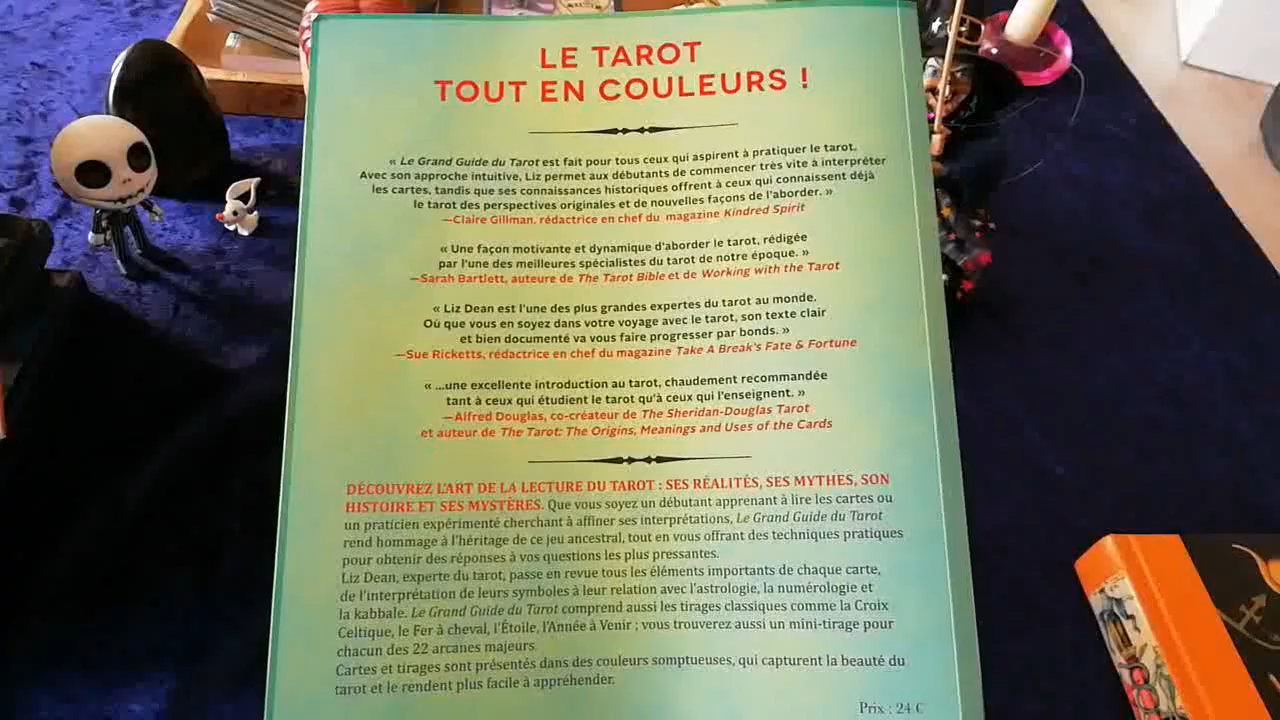 LE TAROT
TOUT EN COULEURS !
« Le Grand Guide du Tarot est fait pour tous ceux qui aspirent à pratiquer le tarot.
Avec son approche intuitive, Liz permet aux débutants de commencer très vite à interpréter
les cartes, tandis que ses connaissances historiques offrent à ceux qui connaissent déjà
le tarot des perspectives originales et de nouvelles façons de l'aborder. »
—Claire Gillman, rédactrice en chef du magazine Kindred Spirit
« Une façon motivante et dynamique d'aborder le tarot, rédigée
par l'une des meilleures spécialistes du tarot de notre époque. »
—Sarah Bartlett, auteure de The Tarot Bible et de Working with the Tarot
« Liz Dean est l'une des plus grandes expertes du tarot au monde.
Où que vous en soyez dans votre voyage avec le tarot, son texte clair
et bien documenté va vous faire progresser par bonds. »
—Sue Ricketts, rédactrice en chef du magazine Take A Break's Fate & Fortune
« ...une excellente introduction au tarot, chaudement recommandée
tant à ceux qui étudient le tarot qu'à ceux qui l'enseignent. »
—Alfred Douglas, co-créateur de The Sheridan-Douglas Tarot
et auteur de The Tarot: The Origins, Meanings and Uses of the Cards
DÉCOUVREZ L'ART DE LA LECTURE DU TAROT : SES RÉALITÉS, SES MYTHES, SON
HISTOIRE ET SES MYSTÈRES. Que vous soyez un débutant apprenant à lire les cartes ou
un praticien expérimenté cherchant à affiner ses interprétations, Le Grand Guide du Tarot
rend hommage à l'héritage de ce jeu ancestral, tout en vous offrant des techniques pratiques
pour obtenir des réponses à vos questions les plus pressantes.
Liz Dean, experte du tarot, passe en revue tous les éléments importants de chaque carte,
de l'interprétation de leurs symboles à leur relation avec l'astrologie, la numérologie et
la kabbale. Le Grand Guide du Tarot comprend aussi les tirages classiques comme la Croix
Celtique, le Fer à cheval, l'Étoile, l'Année à Venir ; vous trouverez aussi un mini-tirage pour
chacun des 22 arcanes majeurs.
Cartes et tirages sont présentés dans des couleurs somptueuses, qui capturent la beauté du
tarot et le rendent plus facile à appréhender.
Prix : 24 €